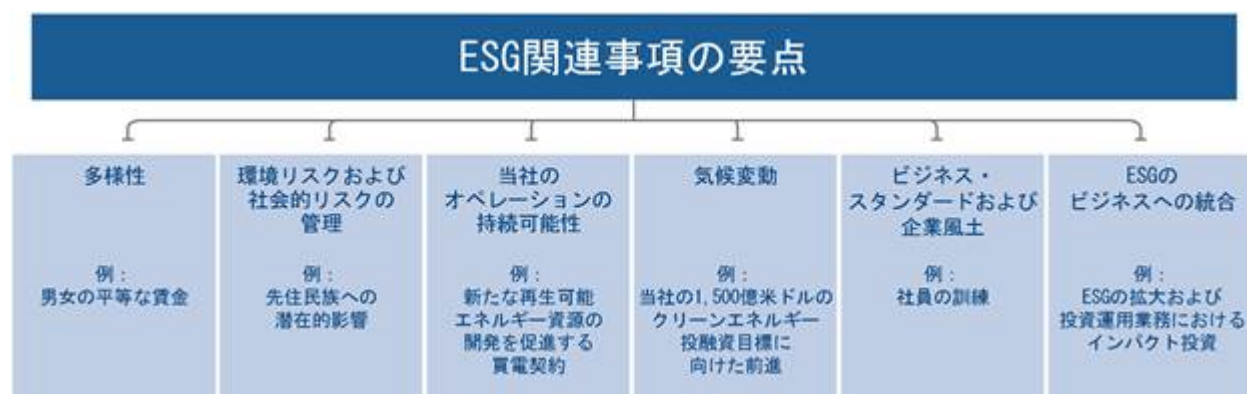 ESG関連事項の要点
多様性
例：
男女の平等な賃金
環境リスクおよび
社会的リスクの
管理
例：
先住民族への
潜在的影響
当社の
オペレーションの
持続可能性
例：
新たな再生可能
エネルギー資源の
開発を促進する
買電契約
気候変動
例：
当社の1,500億米ドルの
クリーンエネルギー
投融資目標に
向けた前進
ビジネス・
スタンダードおよび
企業風土
例：
社員の訓練
ESGの
ビジネスへの統合
例：
ESGの拡大および
投資運用業務における
インパクト投資